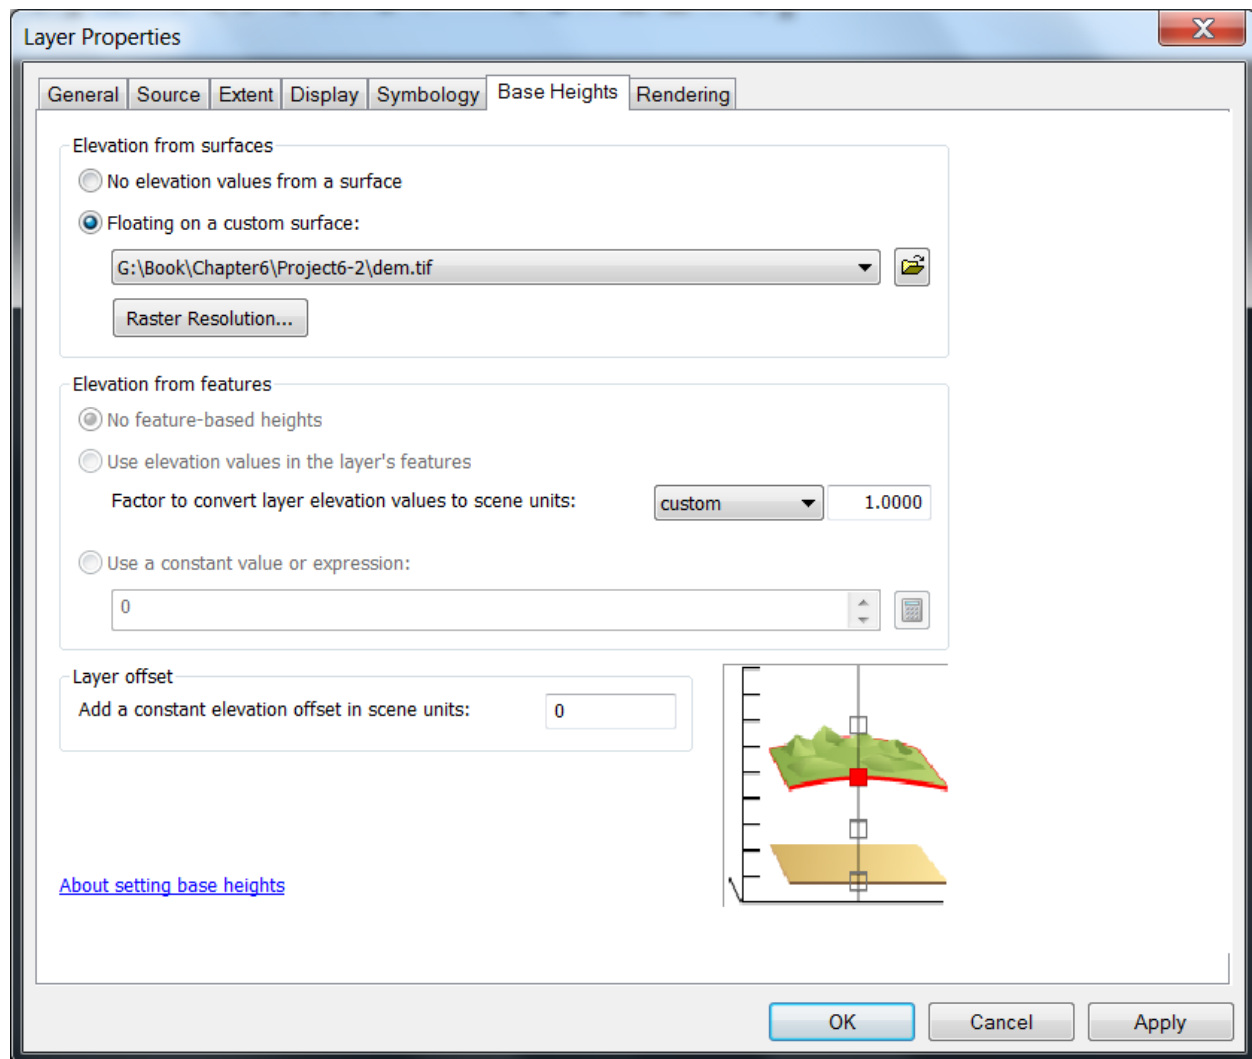 Layer Properties
General Source Extent Display Symbology Base Heights Rendering
Elevation from surfaces
No elevation values from a surface
Floating on a custom surface:
G:\Book\Chapter6\Project6-2\dem.tif
Raster Resolution...
Elevation from features
No feature-based heights
Use elevation values in the layer's features
Factor to convert layer elevation values to scene units: custom 1.0000
Use a constant value or expression:
0
Layer offset
Add a constant elevation offset in scene units: 0
About setting base heights
OK Cancel Apply